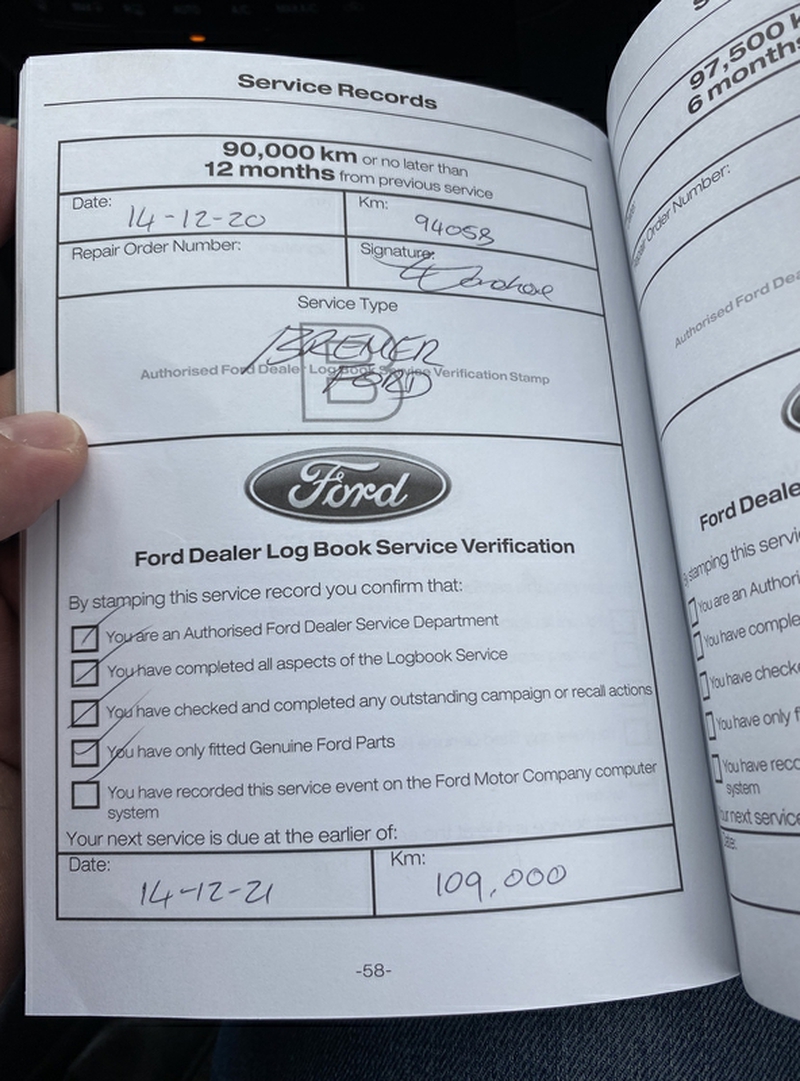 Service Records
90,000 km or no later than
12 months from previous service
Date: 14-12-20
Km: 94058
Repair Order Number:
Signature:
Service Type
B
BREMER
FORD
Authorised Ford Dealer Log Book Service Verification Stamp
Ford
Ford Dealer Log Book Service Verification
By stamping this service record you confirm that:
You are an Authorised Ford Dealer Service Department
You have completed all aspects of the Logbook Service
You have checked and completed any outstanding campaign or recall actions
You have only fitted Genuine Ford Parts
You have recorded this service event on the Ford Motor Company computer
system
Your next service is due at the earlier of:
Date: 14-12-21
Km: 109,000
-58-
97,500
6 months
Order Number:
Authorised Ford
Ford
stamping this
You are an
You have
You have
You have only
You have
system
next service